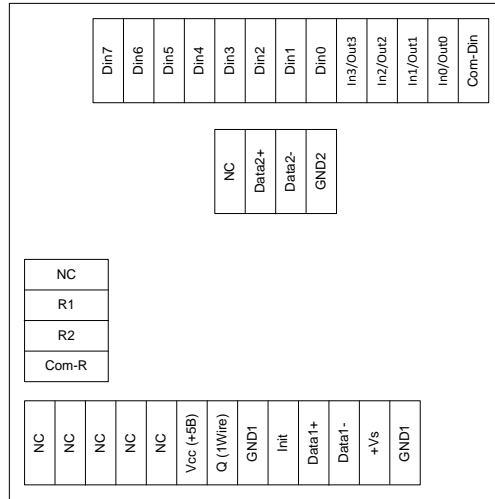 Din7
Din6
Din5
Din4
Din3
Din2
Din1
Din0
In3/Out3
In2/Out2
In1/Out1
In0/Out0
Com-Din
NC
Data2+
Data2-
GND2
NC
R1
R2
Com-R
NC
NC
NC
NC
NC
Vcc (+5B)
Q (1Wire)
GND1
Init
Data1+
Data1-
+Vs
GND1